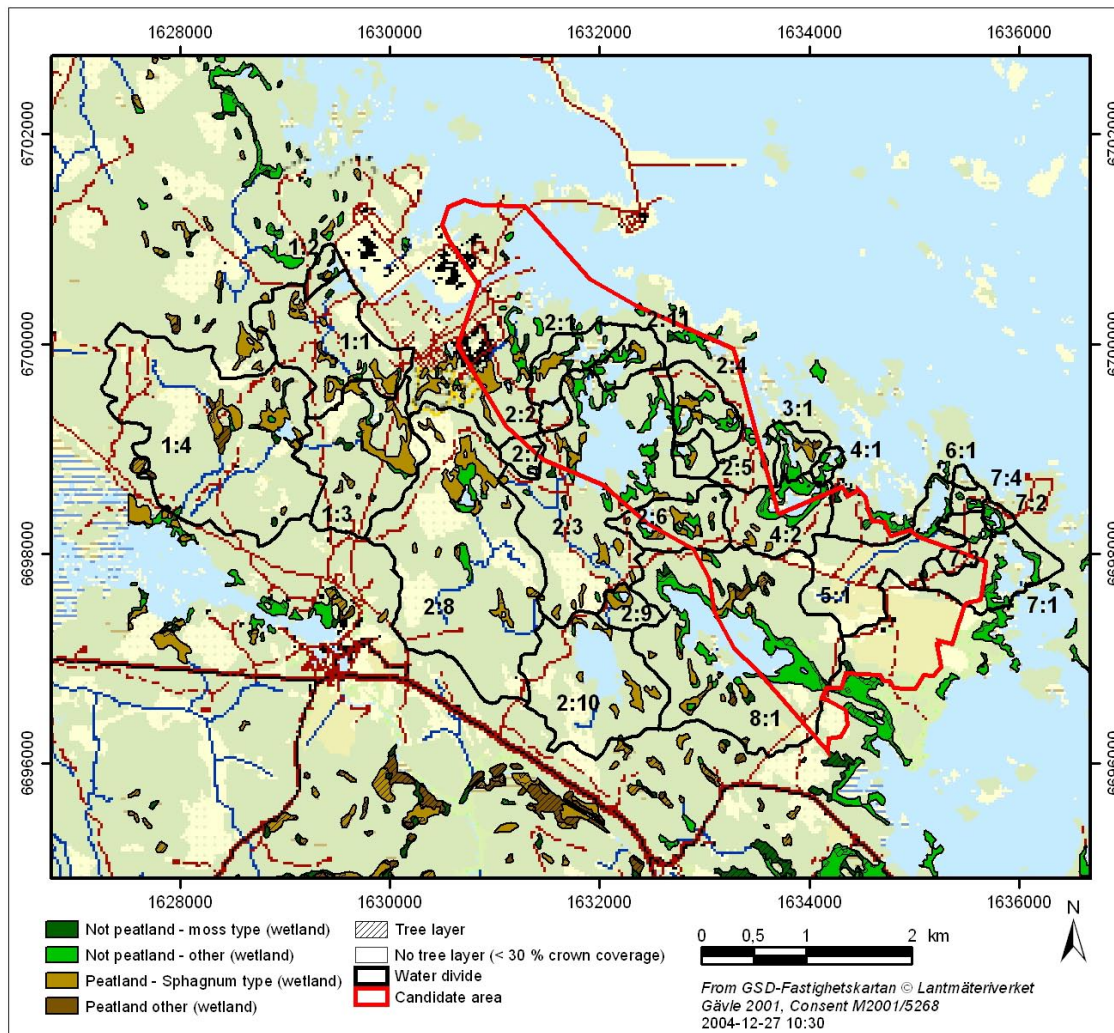 1628000 1630000 1632000 1634000 1636000
6702000 6702000
1:2
1:1
6700000 6700000
2:1 2:11
2:4
2:2
3:1
1:4
2:7
2:5
4:1
6:1
7:4
7:2
1:3
2:3
2:6
4:2
6698000 6698000
2:8
2:9
5:1
7:1
2:10
8:1
6696000 6696000
1628000 1630000 1632000 1634000 1636000
Not peatland - moss type (wetland)
Not peatland - other (wetland)
Peatland - Sphagnum type (wetland)
Peatland other (wetland)
Tree layer
No tree layer (< 30 % crown coverage)
Water divide
Candidate area
0 0,5 1 2 km
N
From GSD-Fastighetskartan © Lantmäteriverket
Gävle 2001, Consent M2001/5268
2004-12-27 10:30